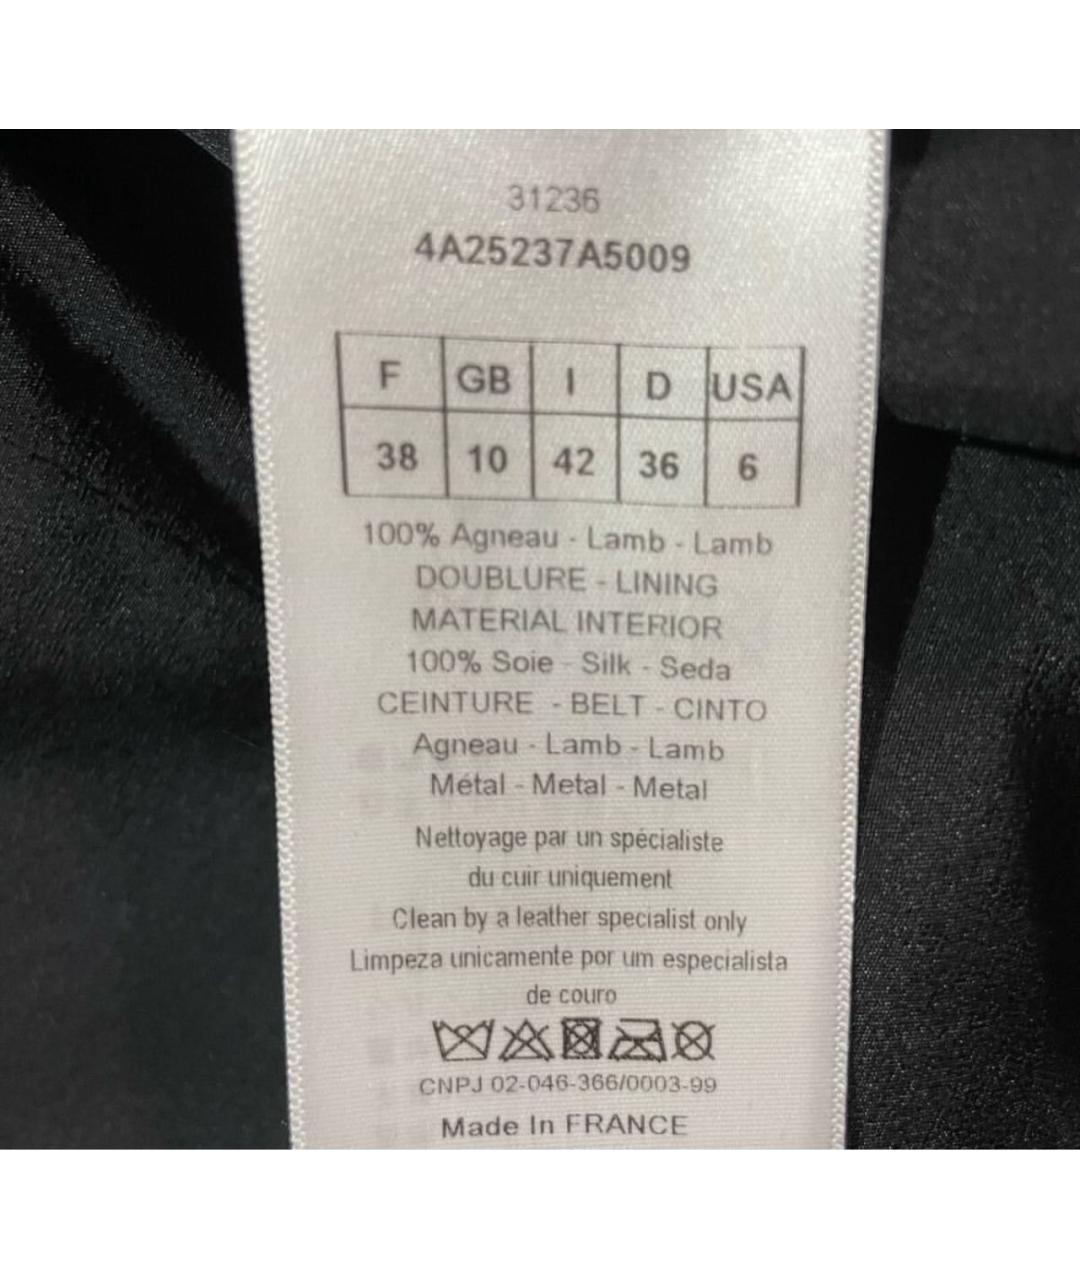 31236
4A25237A5009
F GB I D USA
38 10 42 36 6
100% Agneau - Lamb - Lamb
DOUBLURE - LINING
MATERIAL INTERIOR
100% Soie - Silk - Seda
CEINTURE - BELT - CINTO
Agneau - Lamb - Lamb
Métal - Metal - Metal
Nettoyage par un spécialiste
du cuir uniquement
Clean by a leather specialist only
Limpeza unicamente por um especialista
de couro
CNPJ 02-046-366/0003-99
Made In FRANCE